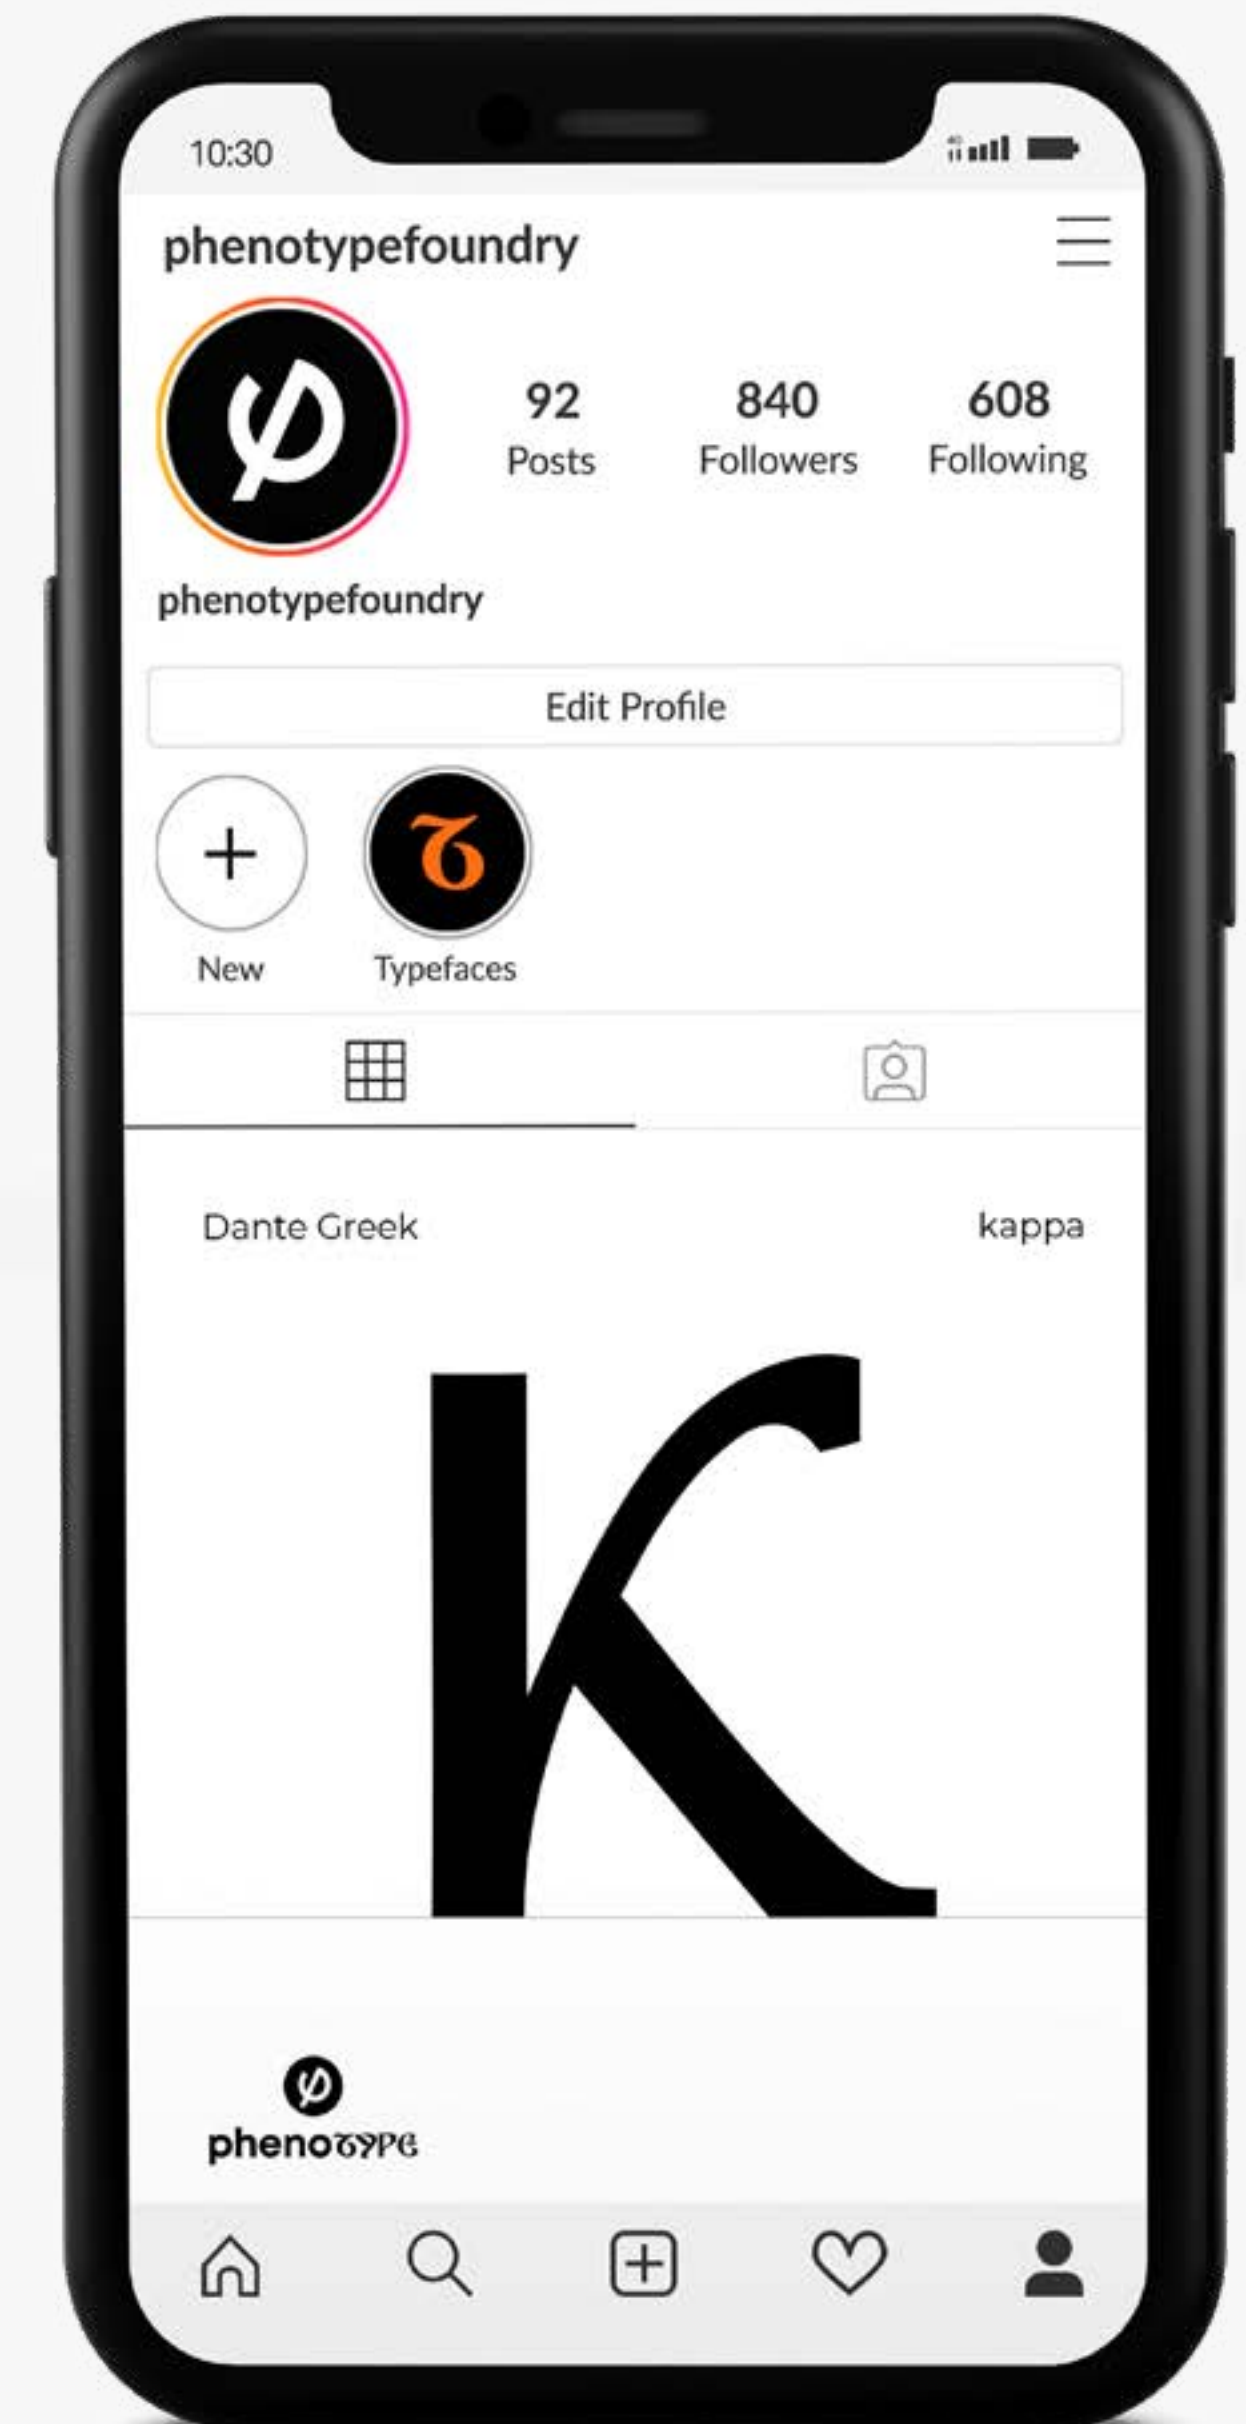 10:30
phenotypefoundry
92 840 608
Posts Followers Following
phenotypefoundry
Edit Profile
New Typefaces
Dante Greek kappa
κ
phenoTYPE